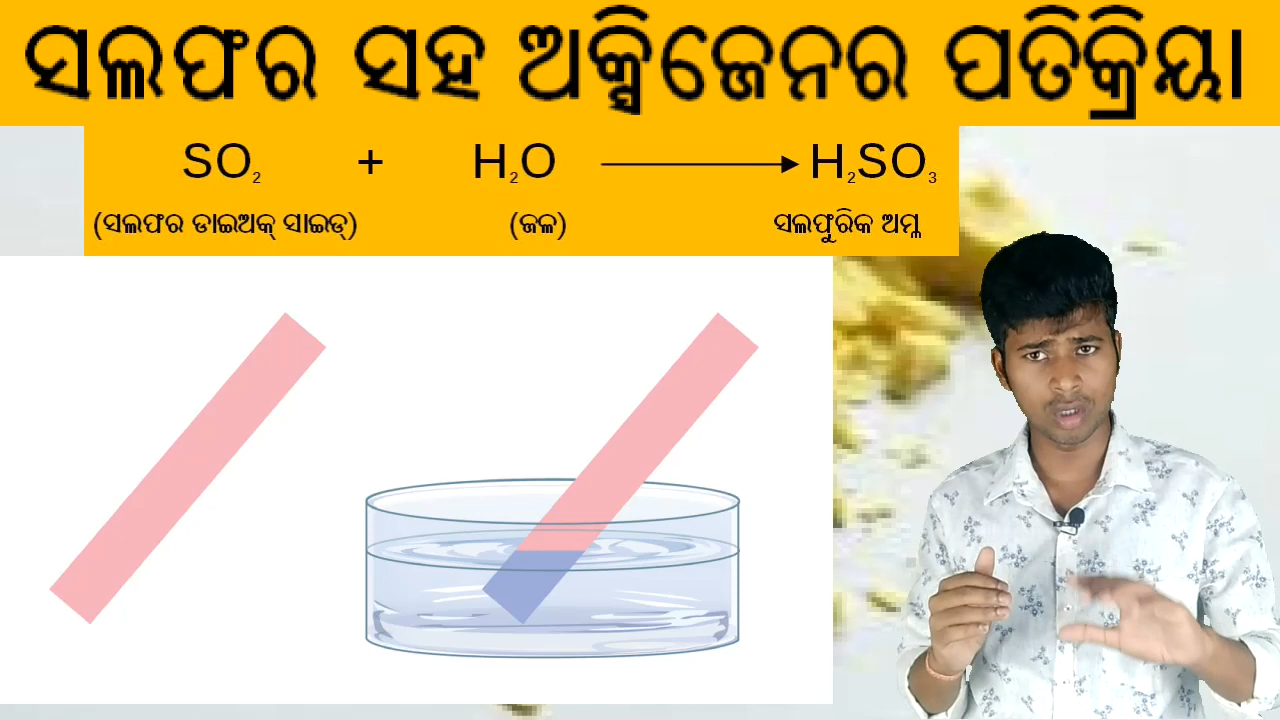 ସଲଫର ସହ ଅକ୍ସିଜେନର ପତିକ୍ରିୟା
SO₂ + H₂O ⟶ H₂SO₃
(ସଲଫର ଡାଇଅକ୍ ସାଇଡ୍) (ଜଳ) ସଲଫୁରିକ ଅମ୍ଳ